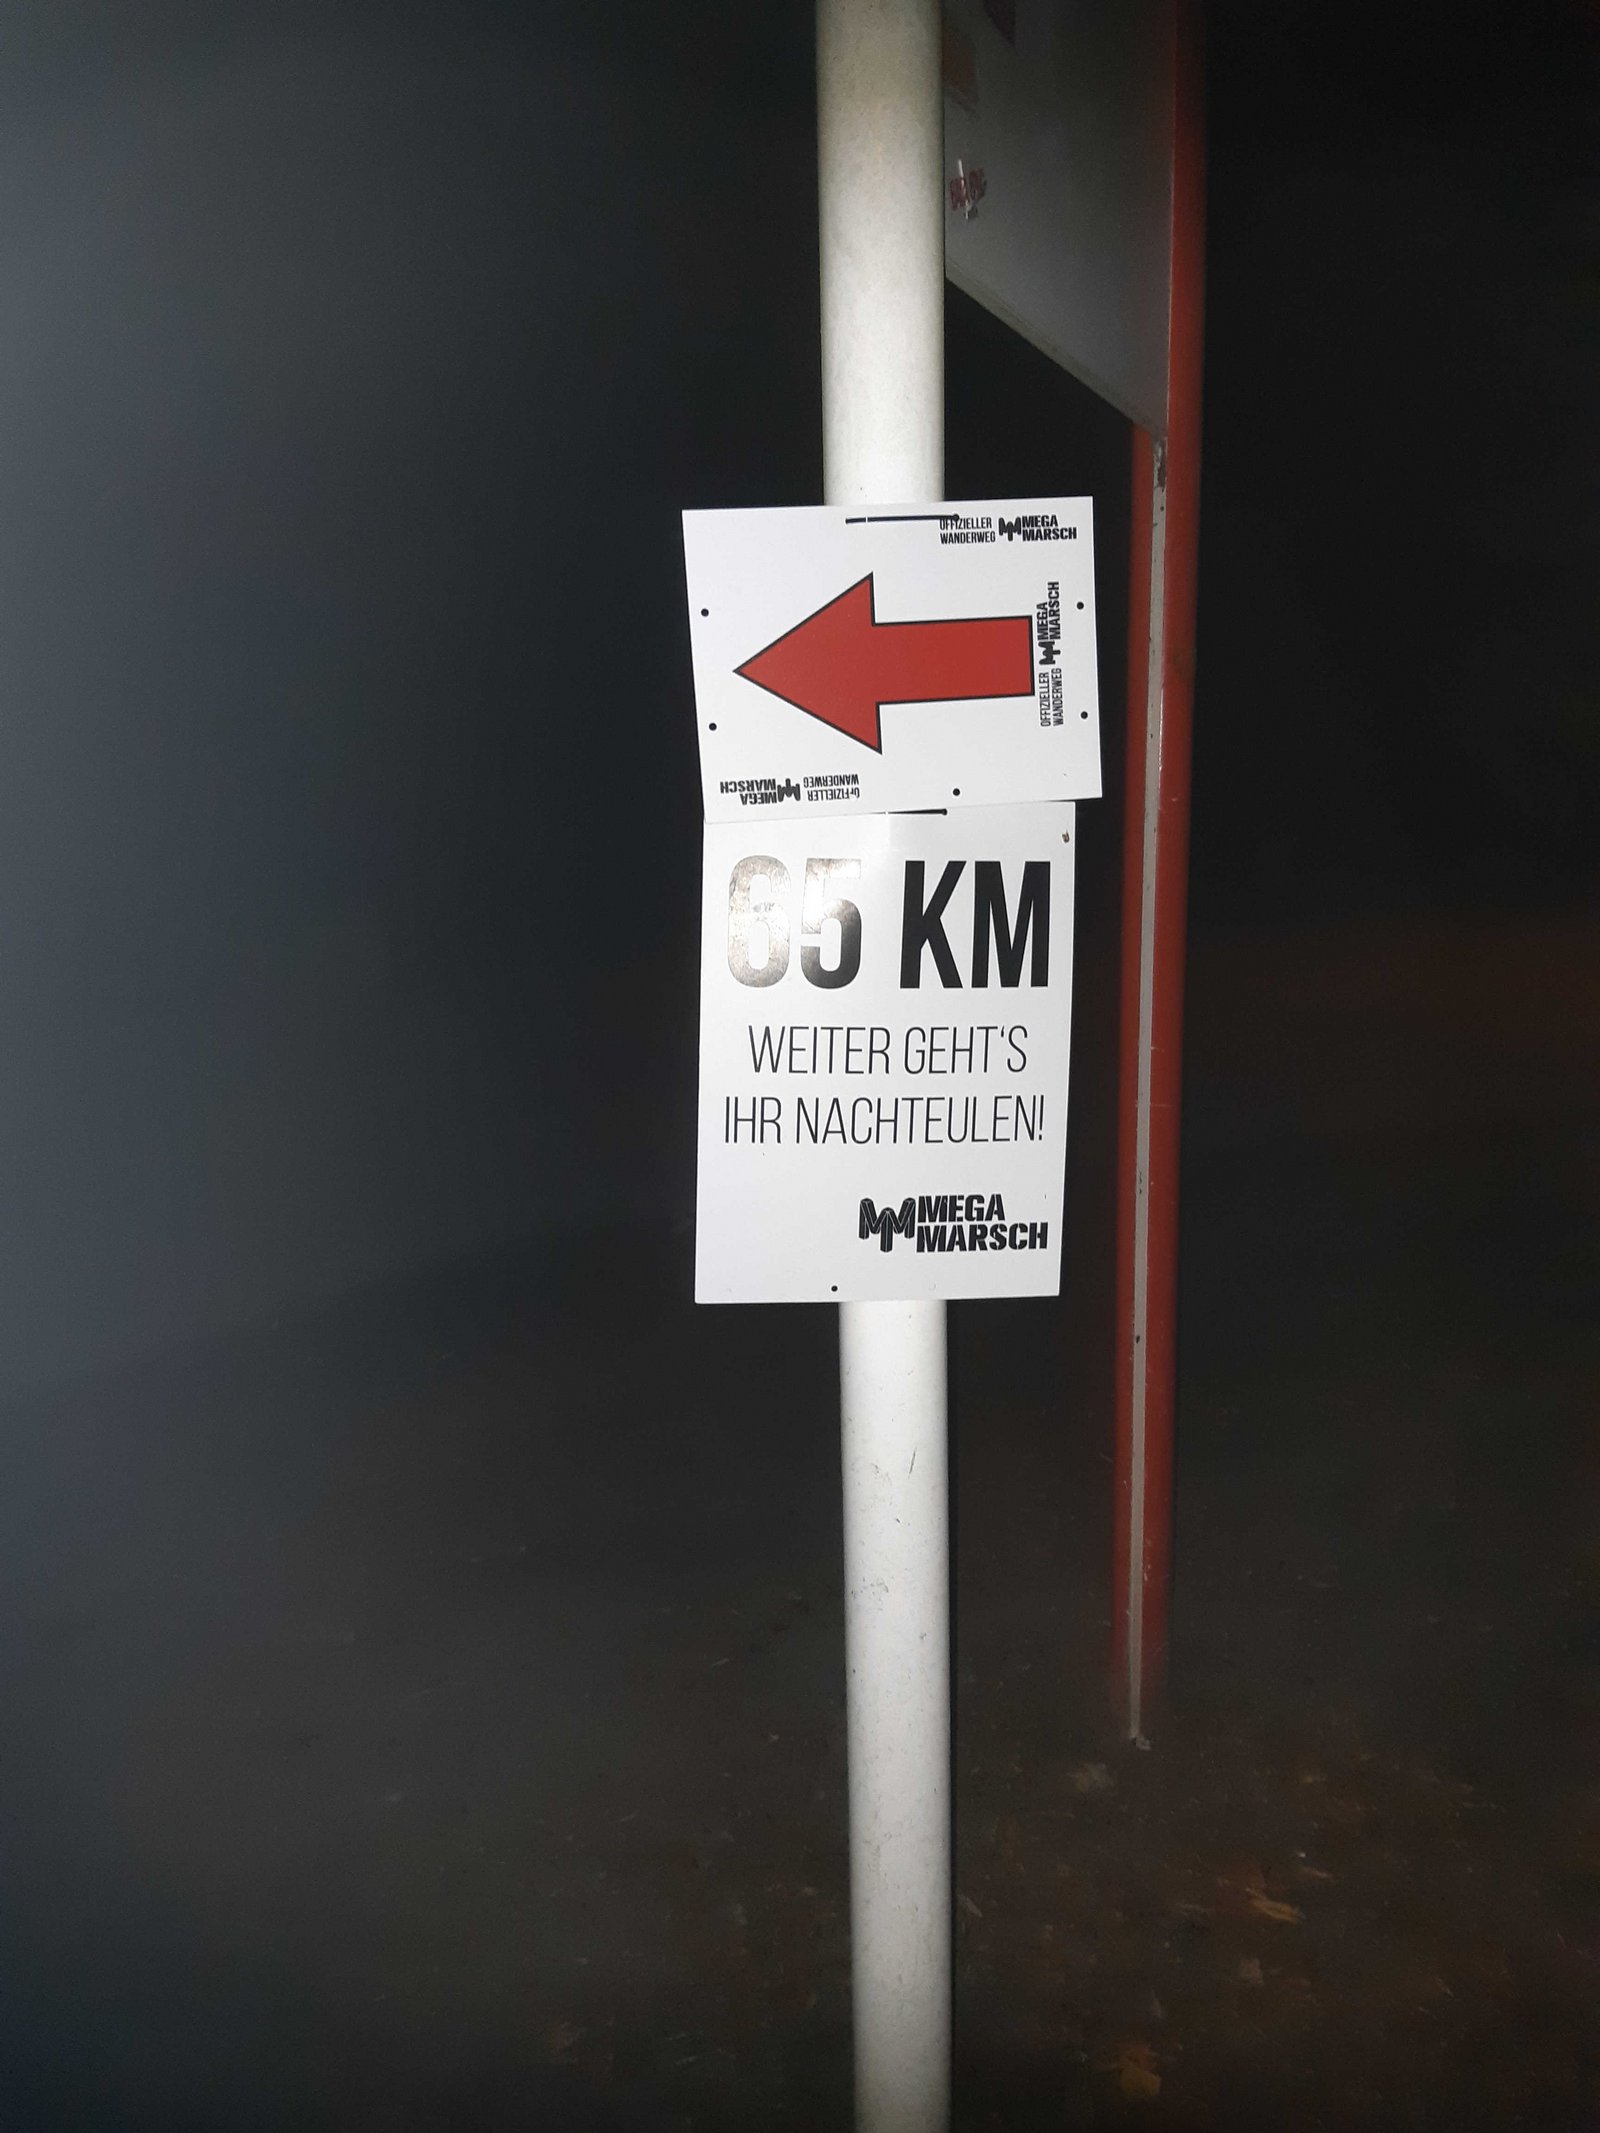 OFFIZIELLER
WANDERWEG
MEGA
MARSCH
OFFIZIELLER
WANDERWEG
MEGA
MARSCH
OFFIZIELLER
WANDERWEG
MEGA
MARSCH
65 KM
WEITER GEHT'S
IHR NACHTEULEN!
MEGA
MARSCH